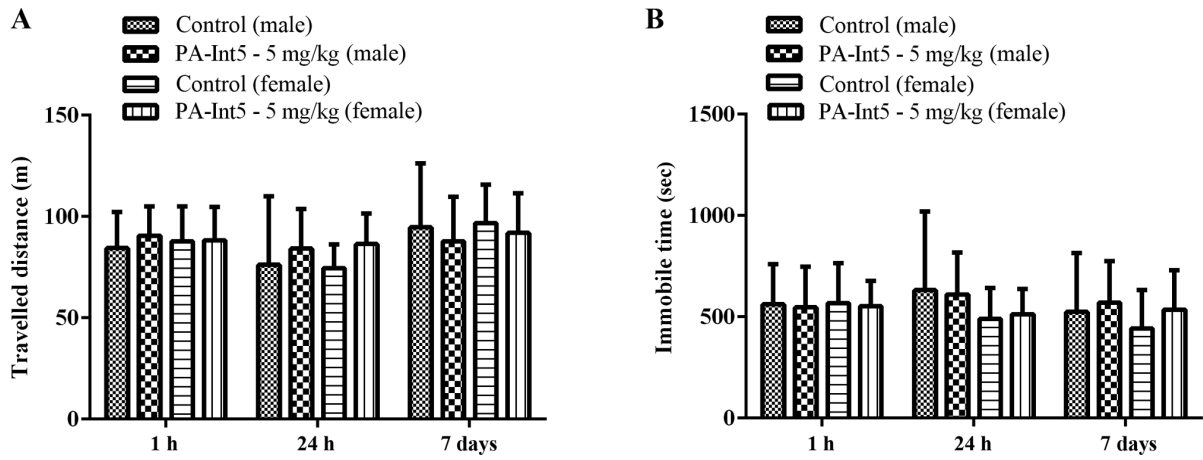 A
Control (male)
PA-Int5 - 5 mg/kg (male)
Control (female)
PA-Int5 - 5 mg/kg (female)
Travelled distance (m)
150
100
50
0
1 h
24 h
7 days
B
Control (male)
PA-Int5 - 5 mg/kg (male)
Control (female)
PA-Int5 - 5 mg/kg (female)
Immobile time (sec)
1500
1000
500
0
1 h
24 h
7 days